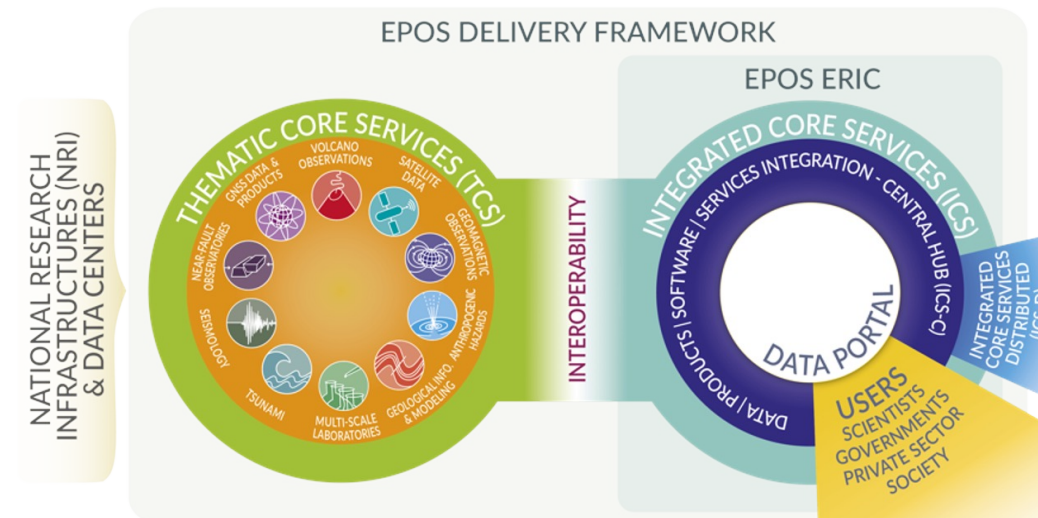 EPOS DELIVERY FRAMEWORK
EPOS ERIC
NATIONAL RESEARCH
INFRASTRUCTURES (NRI)
& DATA CENTERS
THEMATIC CORE SERVICES (TCS)
VOLCANO
OBSERVATIONS
SATELLITE
DATA
GEOMAGNETIC
OBSERVATIONS
ANTHROPOGENIC
HAZARDS
GEOLOGICAL INFO.
& MODELING
MULTI-SCALE
LABORATORIES
TSUNAMI
SEISMOLOGY
NEAR-FAULT
OBSERVATORIES
GNSS DATA &
PRODUCTS
INTEROPERABILITY
INTEGRATED CORE SERVICES (ICS)
DATA | PRODUCTS | SOFTWARE | SERVICES INTEGRATION - CENTRAL HUB (ICS-C)
DATA PORTAL
INTEGRATED
CORE SERVICES
DISTRIBUTED
USERS
SCIENTISTS
GOVERNMENTS
PRIVATE SECTOR
SOCIETY